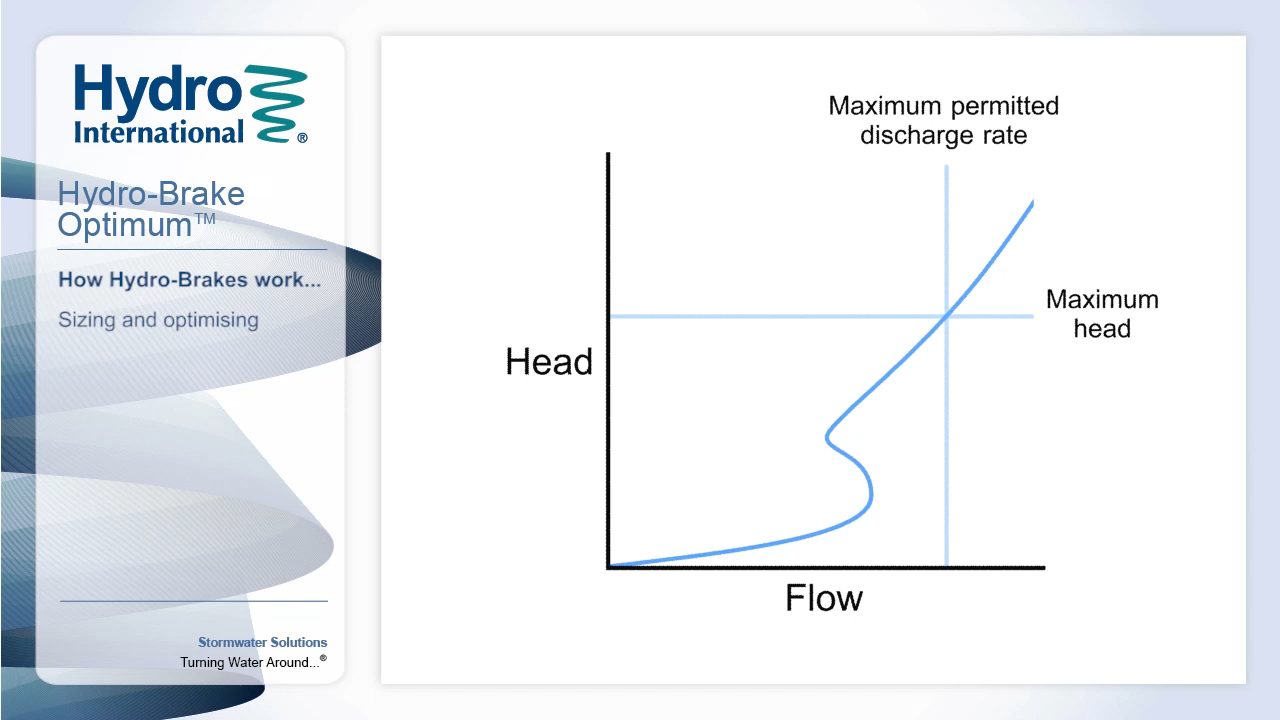 Hydro
International ®
Hydro-Brake
Optimum™
How Hydro-Brakes work...
Sizing and optimising
Stormwater Solutions
Turning Water Around...®
Maximum permitted
discharge rate
Maximum
head
Head
Flow